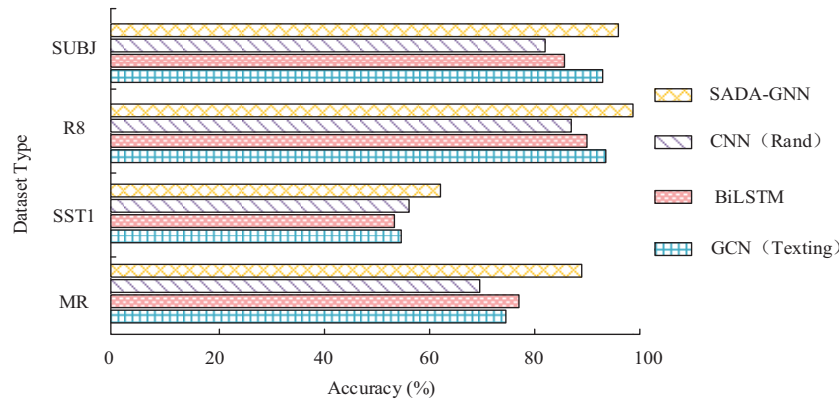 Dataset Type
SUBJ
R8
SST1
MR
0 20 40 60 80 100
Accuracy (%)
SADA-GNN
CNN（Rand）
BiLSTM
GCN（Texting）